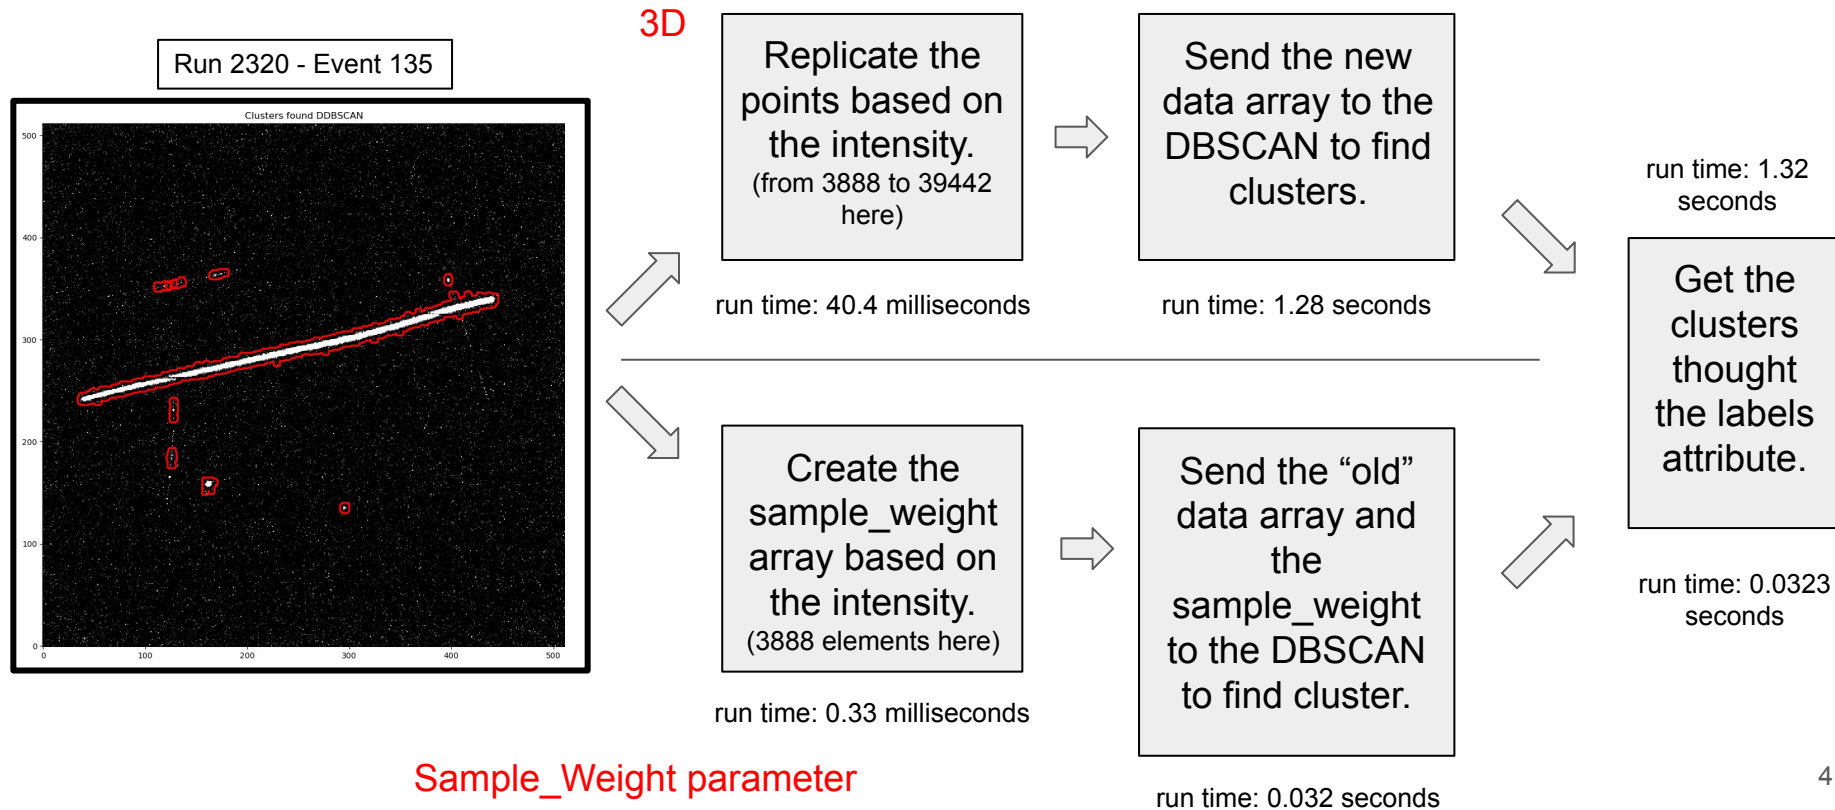 3D
Run 2320 - Event 135
Clusters found DDBSCAN
500
400
300
200
100
0
0
100
200
300
400
500
Replicate the
points based on
the intensity.
(from 3888 to 39442
here)
run time: 40.4 milliseconds
Send the new
data array to the
DBSCAN to find
clusters.
run time: 1.28 seconds
run time: 1.32
seconds
Get the
clusters
thought
the labels
attribute.
run time: 0.0323
seconds
Create the
sample_weight
array based on
the intensity.
(3888 elements here)
run time: 0.33 milliseconds
Send the “old”
data array and
the
sample_weight
to the DBSCAN
to find cluster.
run time: 0.032 seconds
Sample_Weight parameter
4